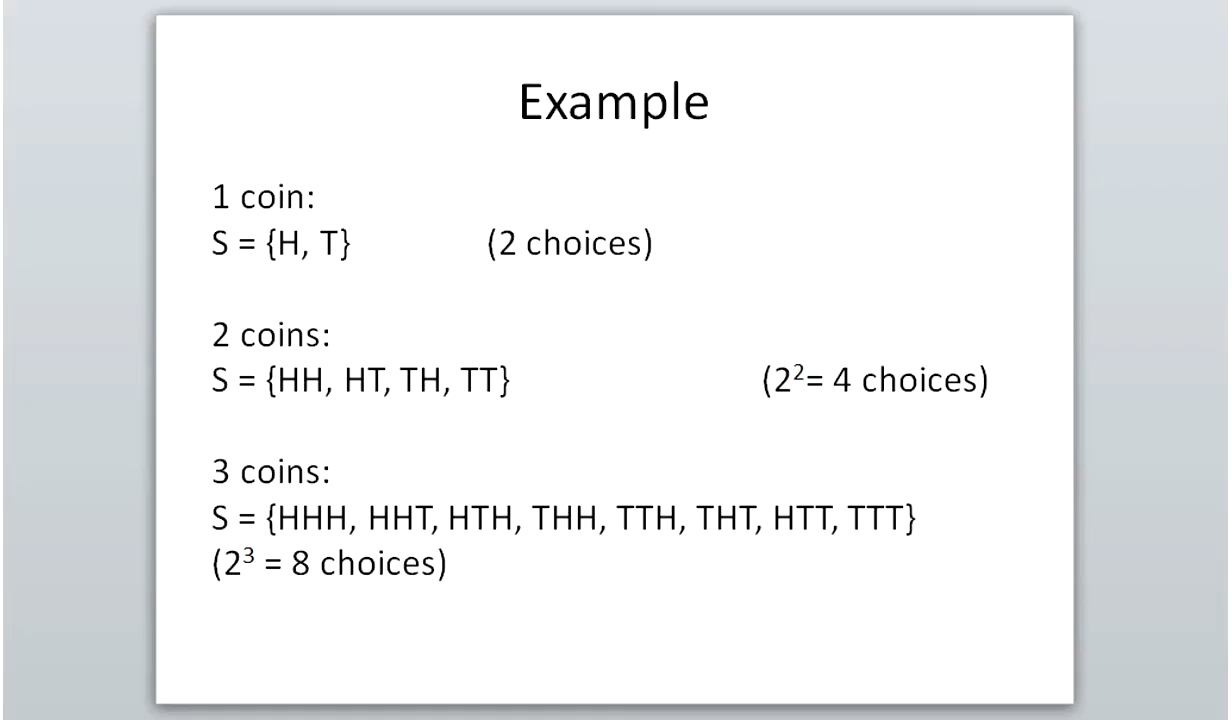 Example
1 coin:
S = {H, T} (2 choices)
2 coins:
S = {HH, HT, TH, TT} (2²= 4 choices)
3 coins:
S = {HHH, HHT, HTH, THH, TTH, THT, HTT, TTT}
(2³ = 8 choices)